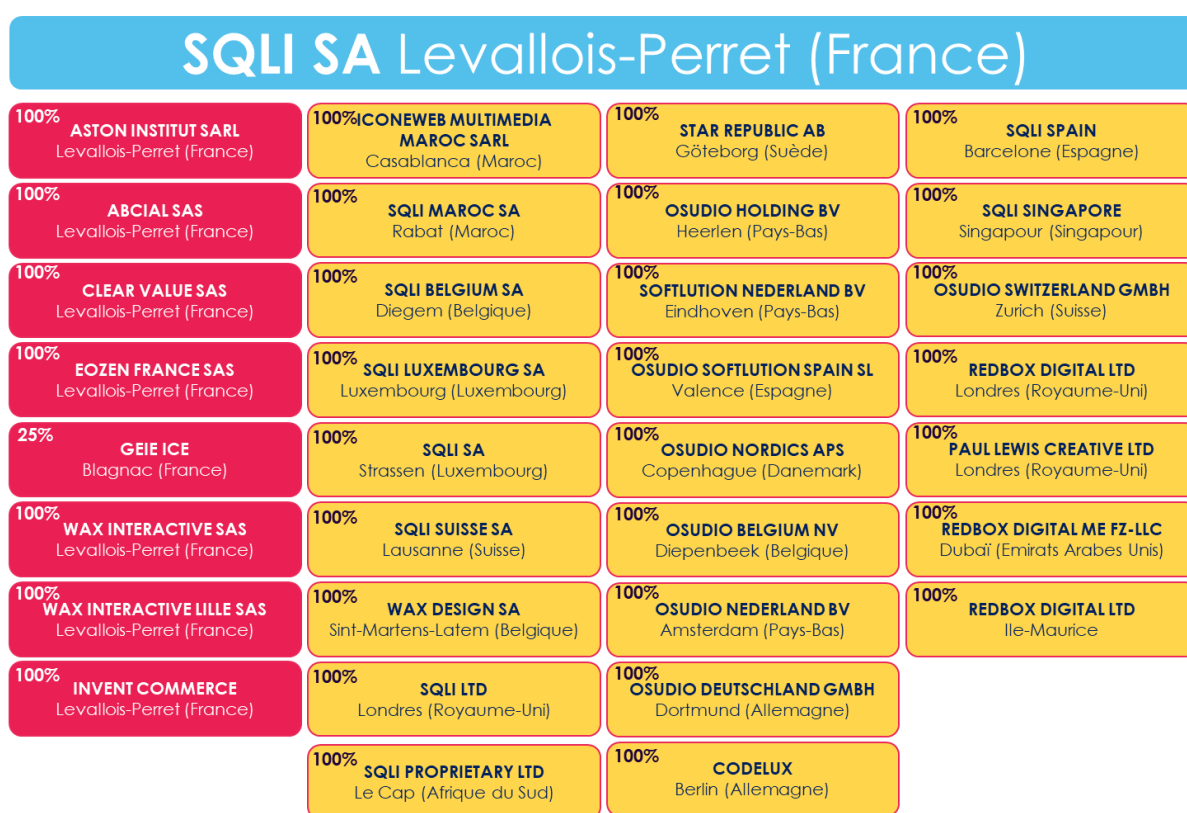 SQLI SA Levallois-Perret (France)
100%
ASTON INSTITUT SARL
Levallois-Perret (France)
100%
ABCIAL SAS
Levallois-Perret (France)
100%
CLEAR VALUE SAS
Levallois-Perret (France)
100%
EOZEN FRANCE SAS
Levallois-Perret (France)
25%
GEIE ICE
Blagnac (France)
100%
WAX INTERACTIVE SAS
Levallois-Perret (France)
100%
WAX INTERACTIVE LILLE SAS
Levallois-Perret (France)
100%
INVENT COMMERCE
Levallois-Perret (France)
100%
ICONEWEB MULTIMEDIA
MAROC SARL
Casablanca (Maroc)
100%
SQLI MAROC SA
Rabat (Maroc)
100%
SQLI BELGIUM SA
Diegem (Belgique)
100%
SQLI LUXEMBOURG SA
Luxembourg (Luxembourg)
100%
SQLI SA
Strassen (Luxembourg)
100%
SQLI SUISSE SA
Lausanne (Suisse)
100%
WAX DESIGN SA
Sint-Martens-Latem (Belgique)
100%
SQLI LTD
Londres (Royaume-Uni)
100%
SQLI PROPRIETARY LTD
Le Cap (Afrique du Sud)
100%
STAR REPUBLIC AB
Göteborg (Suède)
100%
OSUDIO HOLDING BV
Heerlen (Pays-Bas)
100%
SOFTLUTION NEDERLAND BV
Eindhoven (Pays-Bas)
100%
OSUDIO SOFTLUTION SPAIN SL
Valence (Espagne)
100%
OSUDIO NORDICS APS
Copenhague (Danemark)
100%
OSUDIO BELGIUM NV
Diepenbeek (Belgique)
100%
OSUDIO NEDERLAND BV
Amsterdam (Pays-Bas)
100%
OSUDIO DEUTSCHLAND GMBH
Dortmund (Allemagne)
100%
CODELUX
Berlin (Allemagne)
100%
SQLI SPAIN
Barcelone (Espagne)
100%
SQLI SINGAPORE
Singapour (Singapour)
100%
OSUDIO SWITZERLAND GMBH
Zurich (Suisse)
100%
REDBOX DIGITAL LTD
Londres (Royaume-Uni)
100%
PAUL LEWIS CREATIVE LTD
Londres (Royaume-Uni)
100%
REDBOX DIGITAL ME FZ-LLC
Dubaï (Emirats Arabes Unis)
100%
REDBOX DIGITAL LTD
Ile-Maurice